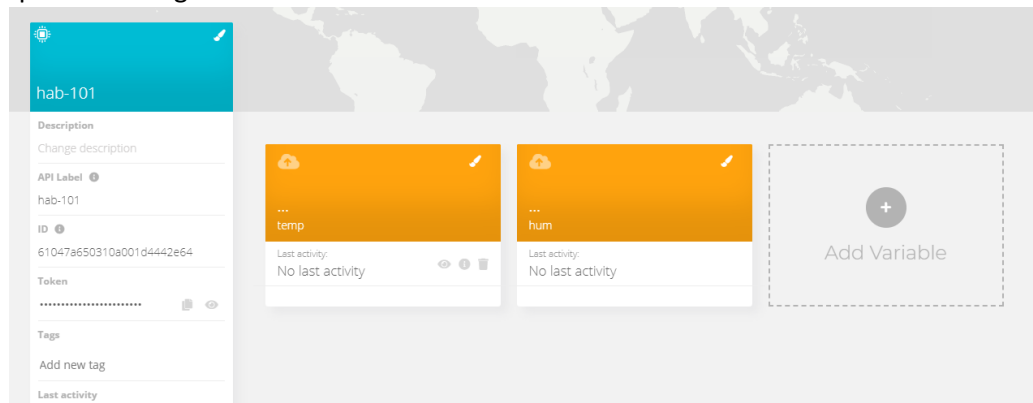 hab-101
Description
Change description
API Label
hab-101
ID
61047a650310a001d4442e64
Token
........................
Tags
Add new tag
Last activity
...
temp
Last activity:
No last activity
...
hum
Last activity:
No last activity
Add Variable